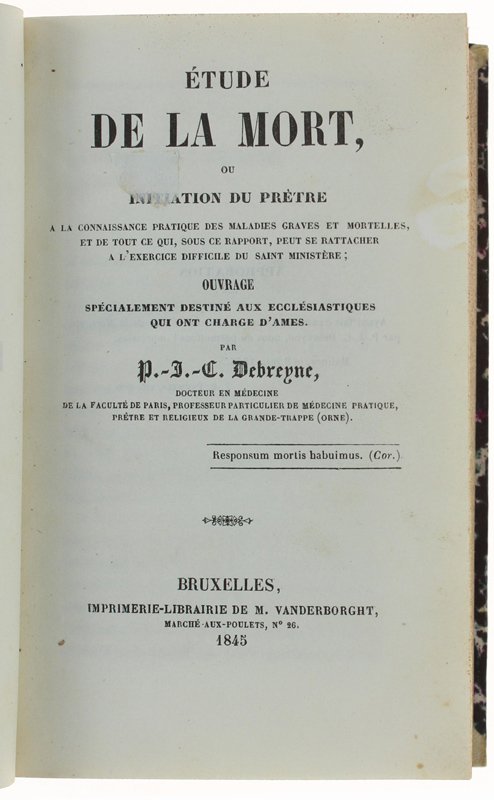 ÉTUDE
DE LA MORT,
OU
INITIATION DU PRÊTRE
A LA CONNAISSANCE PRATIQUE DES MALADIES GRAVES ET MORTELLES,
ET DE TOUT CE QUI, SOUS CE RAPPORT, PEUT SE RATTACHER
A L'EXERCICE DIFFICILE DU SAINT MINISTÈRE ;
OUVRAGE
SPÉCIALEMENT DESTINÉ AUX ECCLÉSIASTIQUES
QUI ONT CHARGE D'AMES.
PAR
P.-J.-C. Debreyne,
DOCTEUR EN MÉDECINE
DE LA FACULTÉ DE PARIS, PROFESSEUR PARTICULIER DE MÉDECINE PRATIQUE,
PRÊTRE ET RELIGIEUX DE LA GRANDE-TRAPPE (ORNE).
Responsum mortis habuimus. (Cor.)
BRUXELLES,
IMPRIMERIE-LIBRAIRIE DE M. VANDERBORGHT,
MARCHÉ-AUX-POULETS, N° 26.
1845